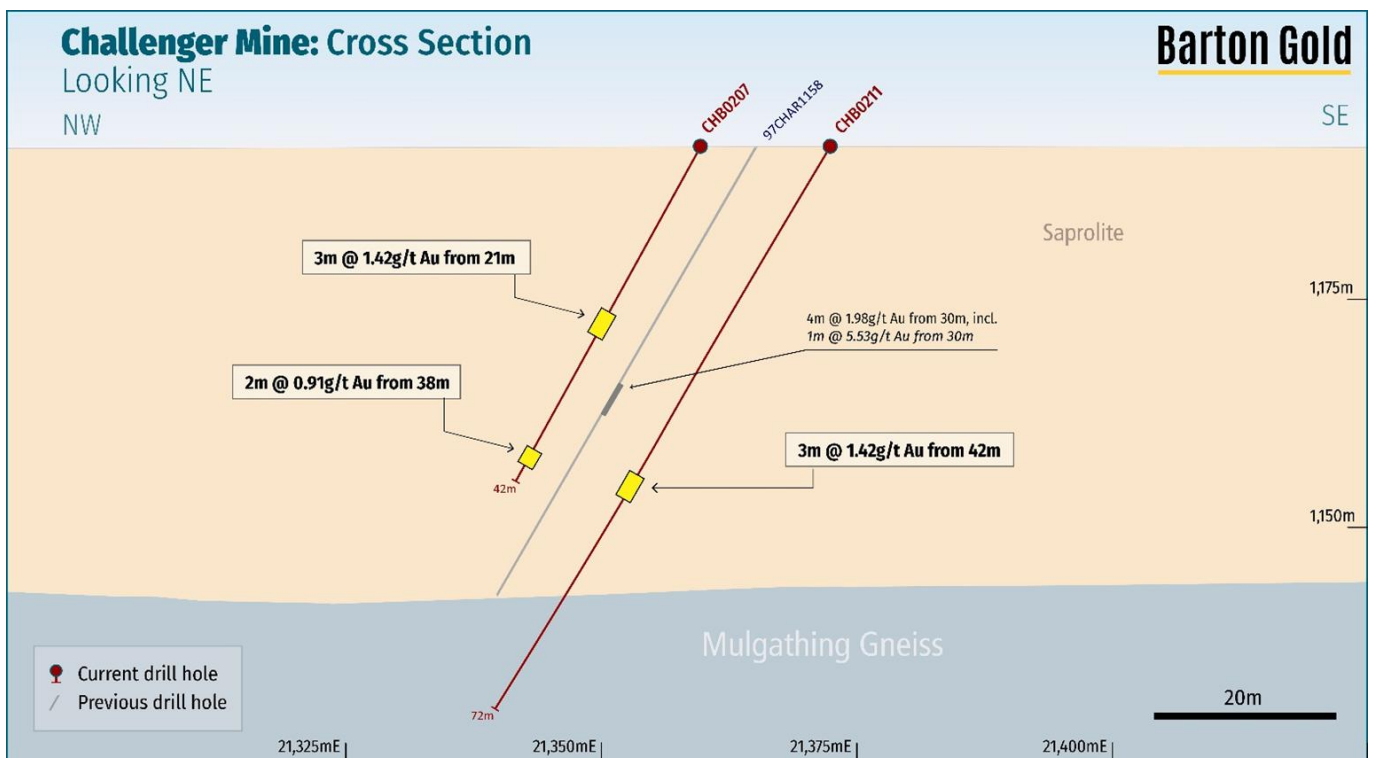 Challenger Mine: Cross Section
Barton Gold
Looking NE
NW
SE
CHB0207
97CHAR1158
CHB0211
Saprolite
3m @ 1.42g/t Au from 21m
1,175m
4m @ 1.98g/t Au from 30m, incl.
1m @ 5.53g/t Au from 30m
2m @ 0.91g/t Au from 38m
3m @ 1.42g/t Au from 42m
42m
1,150m
Mulgathing Gneiss
Current drill hole
Previous drill hole
72m
20m
21,325mE
21,350mE
21,375mE
21,400mE